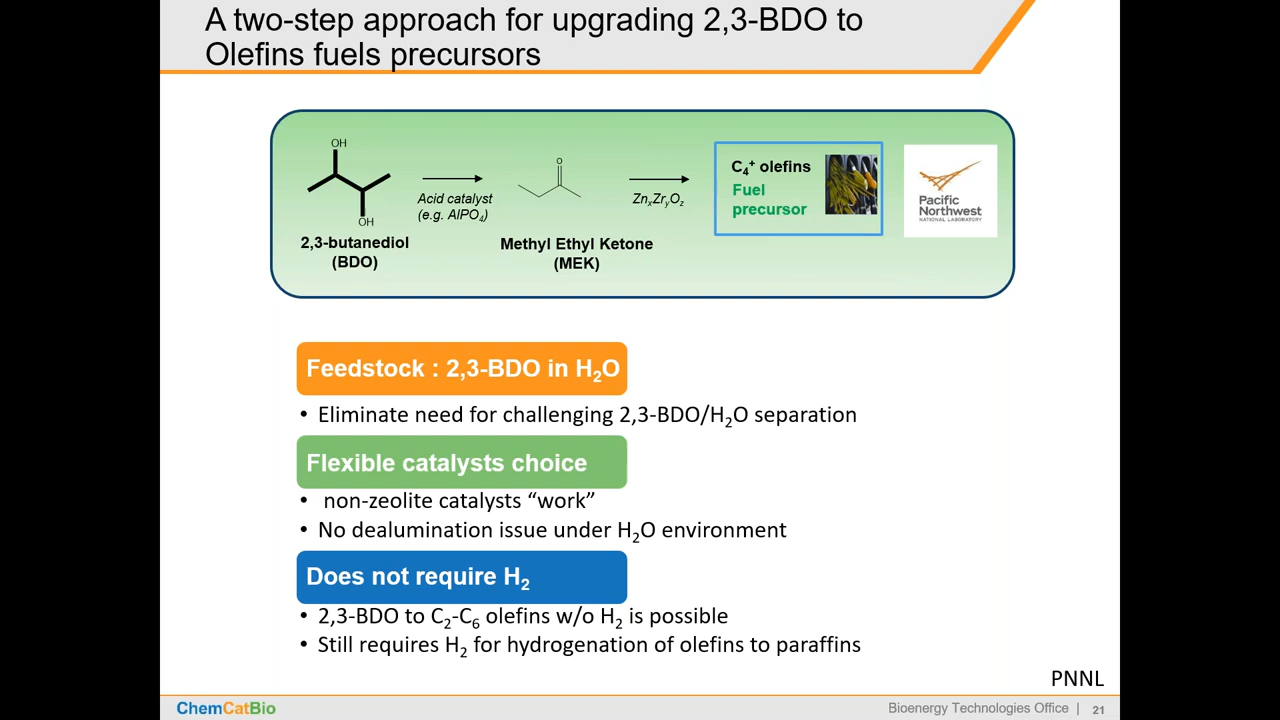 A two-step approach for upgrading 2,3-BDO to
Olefins fuels precursors
OH
OH
2,3-butanediol
(BDO)
Acid catalyst
(e.g. AlPO₄)
O
Methyl Ethyl Ketone
(MEK)
ZnₓZrᵧO_z
C₄⁺ olefins
Fuel
precursor
Pacific
Northwest
NATIONAL LABORATORY
Feedstock : 2,3-BDO in H₂O
• Eliminate need for challenging 2,3-BDO/H₂O separation
Flexible catalysts choice
• non-zeolite catalysts “work”
• No dealumination issue under H₂O environment
Does not require H₂
• 2,3-BDO to C₂-C₆ olefins w/o H₂ is possible
• Still requires H₂ for hydrogenation of olefins to paraffins
PNNL
ChemCatBio
Bioenergy Technologies Office | 21